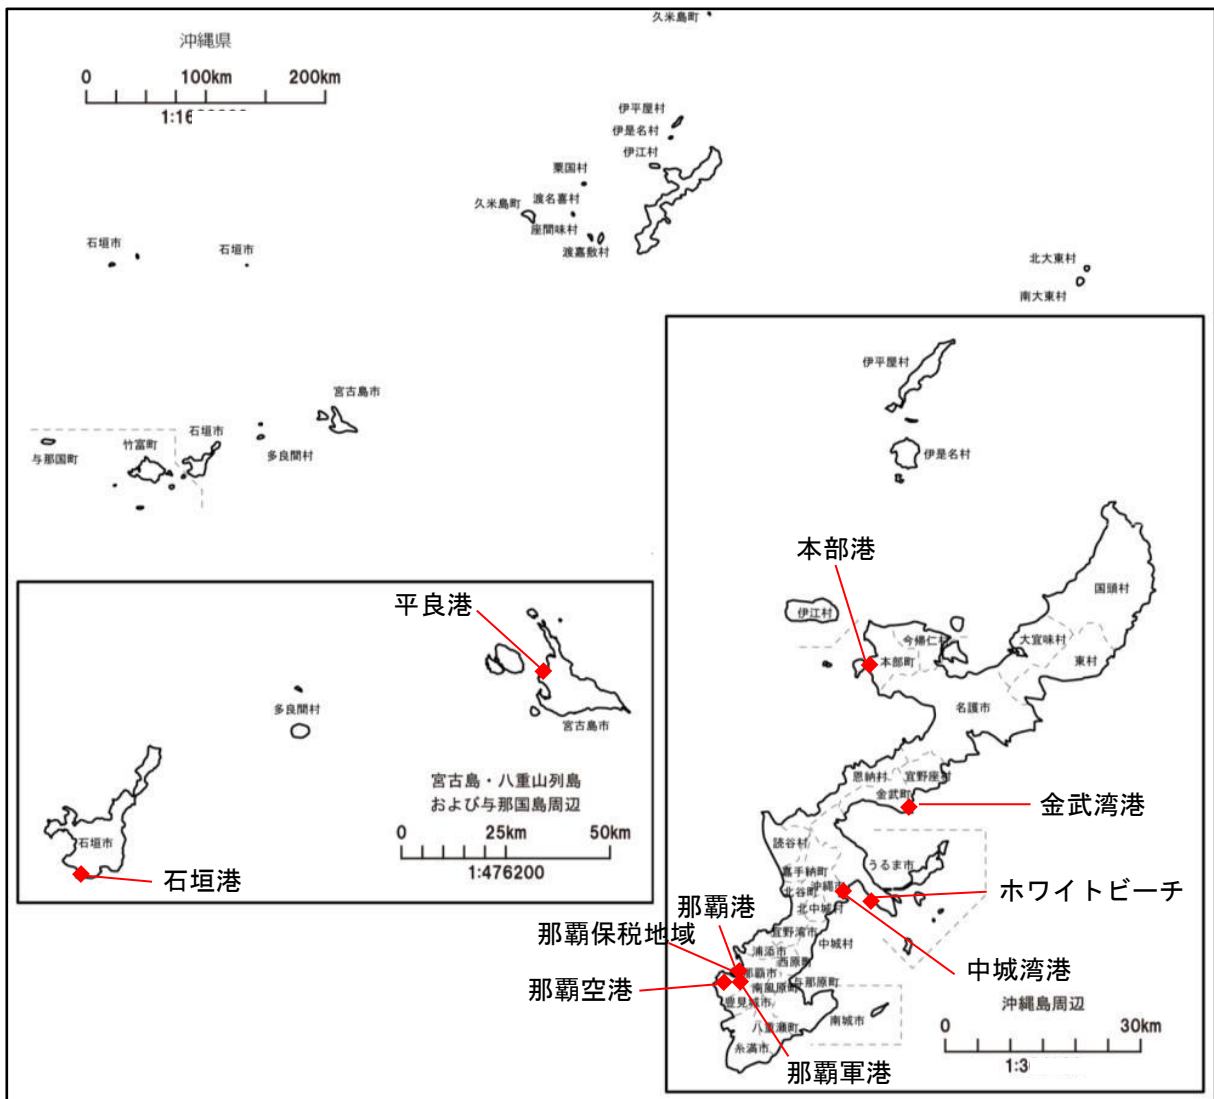 久米島町
沖縄県
0 100km 200km
1:16
伊平屋村
伊是名村
伊江村
粟国村
久米島町
渡名喜村
座間味村
渡嘉敷村
石垣市
石垣市
北大東村
南大東村
宮古島市
石垣市
竹富町
与那国町
多良間村
伊平屋村
伊是名村
本部港
国頭村
伊江村
今帰仁村
大宜味村
本部町
東村
名護市
恩納村
宜野座村
金武町
金武湾港
読谷村
うるま市
嘉手納町
沖縄市
北谷町
ホワイトビーチ
北中城村
那覇港
宜野湾市
那覇保税地域
中城村
浦添市
西原町
中城湾港
那覇市
与那原町
那覇空港
南風原町
豊見城市
南城市
沖縄島周辺
八重瀬町
0 30km
糸満市
那覇軍港
1:3
平良港
多良間村
宮古島市
宮古島・八重山列島
および与那国島周辺
0 25km 50km
1:476200
石垣市
石垣港